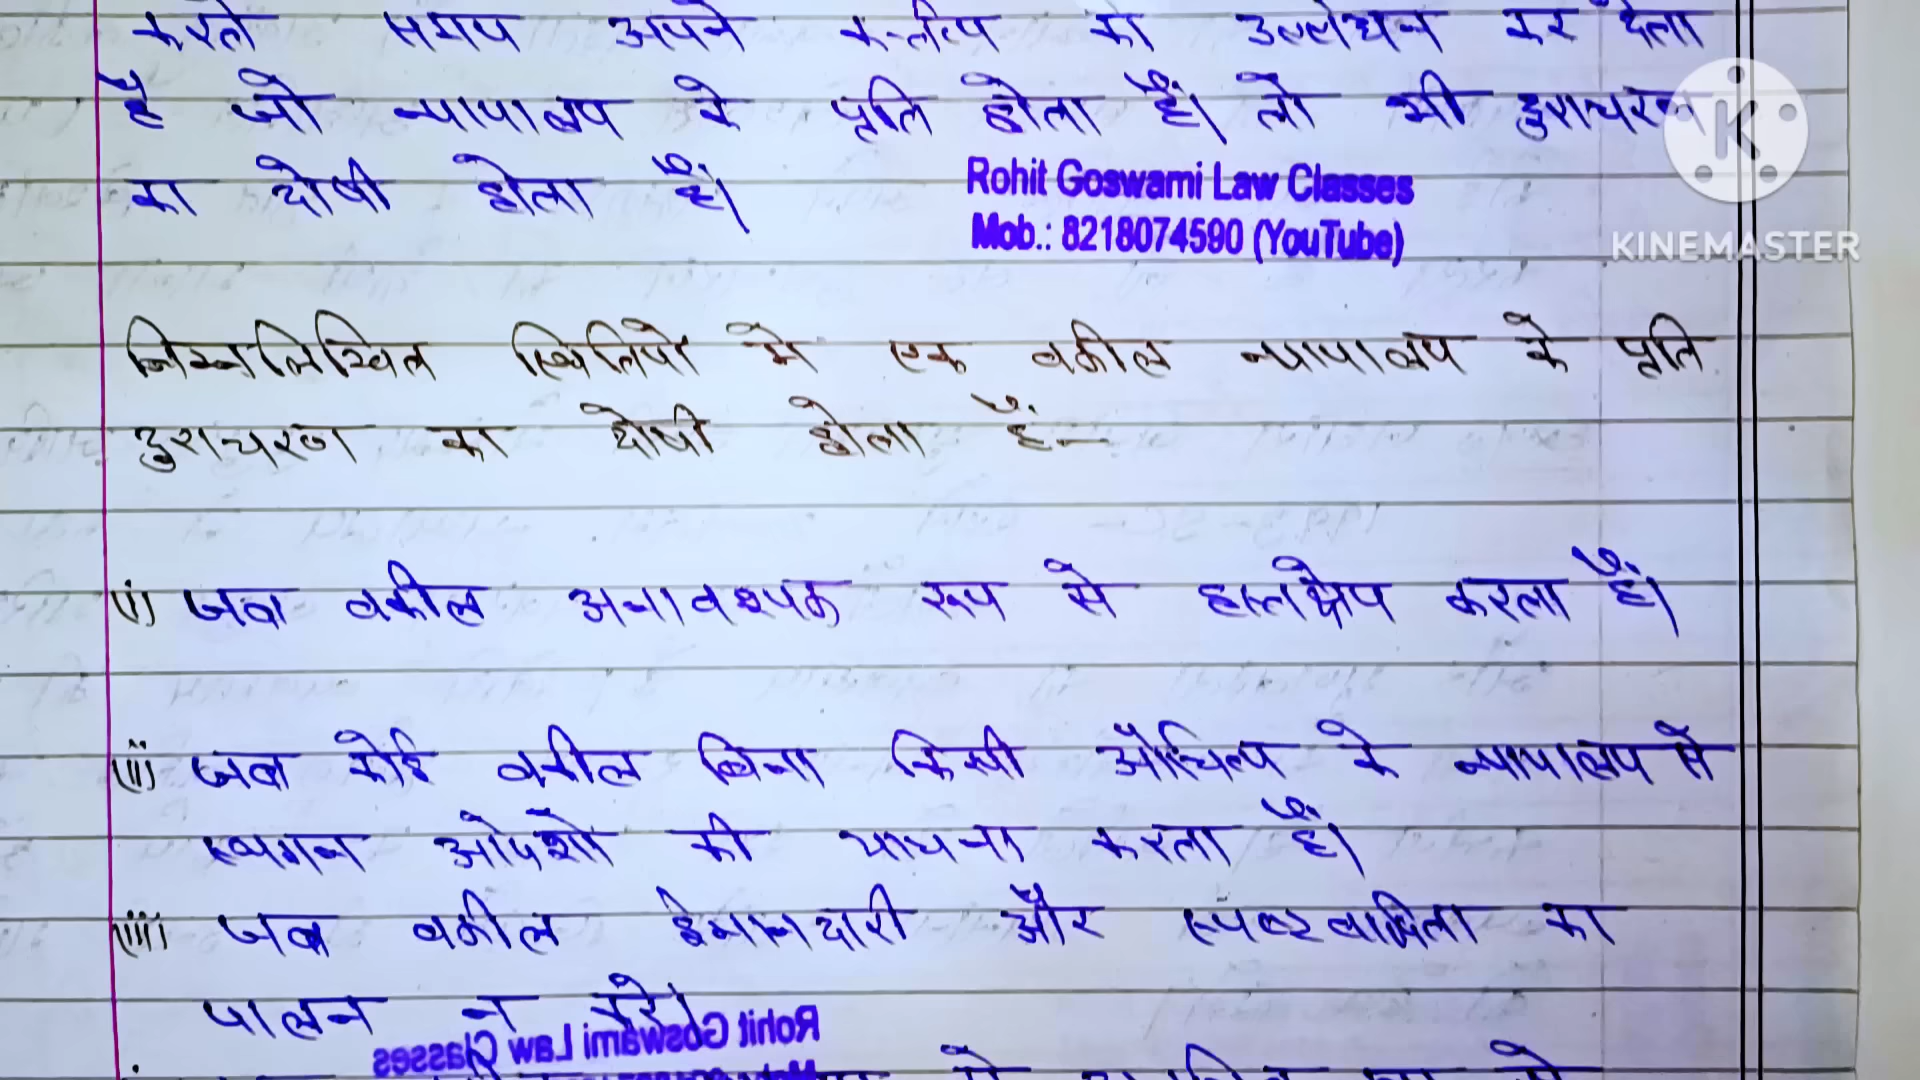 करते समय अपने कर्त्तव्य का उल्लंघन कर देता
है जो न्यायालय के प्रति होता हैं। तो भी दुराचरण
का दोषी होता हैं।
Rohit Goswami Law Classes
Mob.: 8218074590 (YouTube)
K
KINEMASTER
निम्नलिखित स्थितियों मे एक वकील न्यायालय के प्रति
दुराचरण का दोषी होता हैं-
(i) जब वकील अनावश्यक रूप से हस्तक्षेप करता हैं।
(ii) जब कोई वकील बिना किसी औचित्य के न्यायालय से
स्थगन आदेशो की याचना करता हैं।
(iii) जब वकील ईमानदारी और स्पष्टवादिता का
पालन न करे।
Rohit Goswami Law Classes